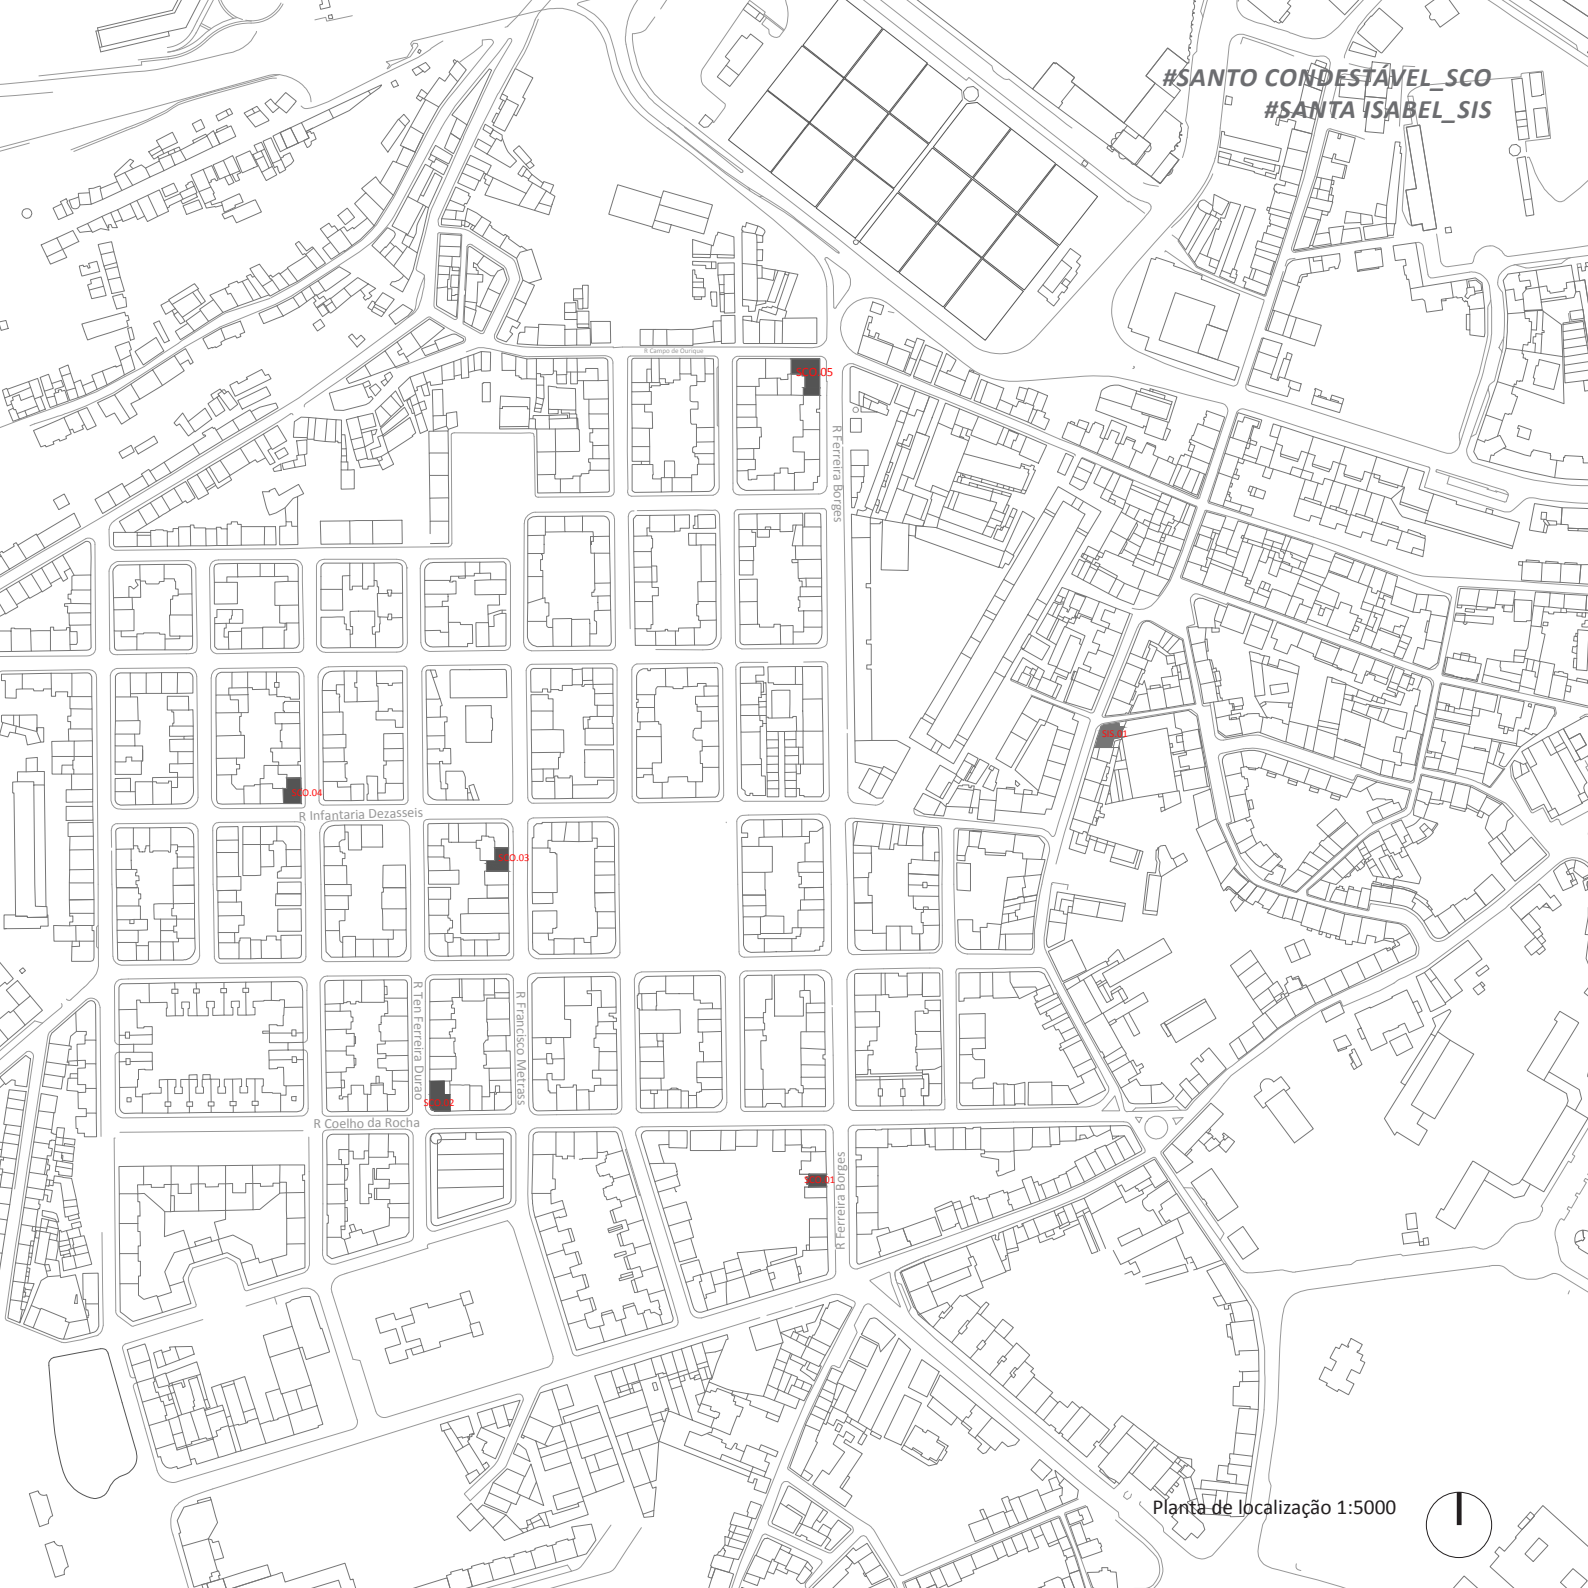 #SANTO CONDESTÁVEL_SCO
#SANTA ISABEL_SIS
R Campo de Ourique
SCO.05
R Ferreira Borges
SIS.01
SCO.04
R Infantaria Dezasseis
SCO.03
R Ten Ferreira Durao
R Francisco Metrass
SCO.02
R Coelho da Rocha
SCO.01
R Ferreira Borges
Planta de localização 1:5000